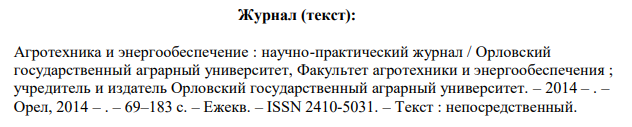 Журнал (текст):
Агротехника и энергообеспечение : научно-практический журнал / Орловский
государственный аграрный университет, Факультет агротехники и энергообеспечения ;
учредитель и издатель Орловский государственный аграрный университет. – 2014 – . –
Орел, 2014 – . – 69–183 с. – Ежекв. – ISSN 2410-5031. – Текст : непосредственный.